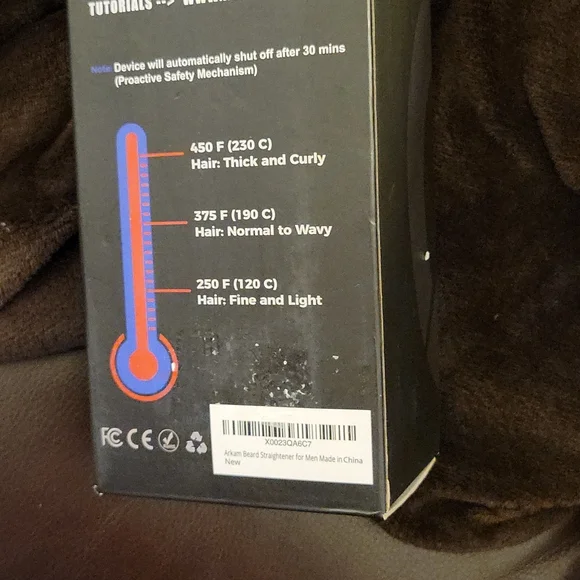 TUTORIALS -->
Note: Device will automatically shut off after 30 mins
(Proactive Safety Mechanism)
450 F (230 C)
Hair: Thick and Curly
375 F (190 C)
Hair: Normal to Wavy
250 F (120 C)
Hair: Fine and Light
FC CE
X0023QA6C7
Arkam Beard Straightener for Men Made in China
New